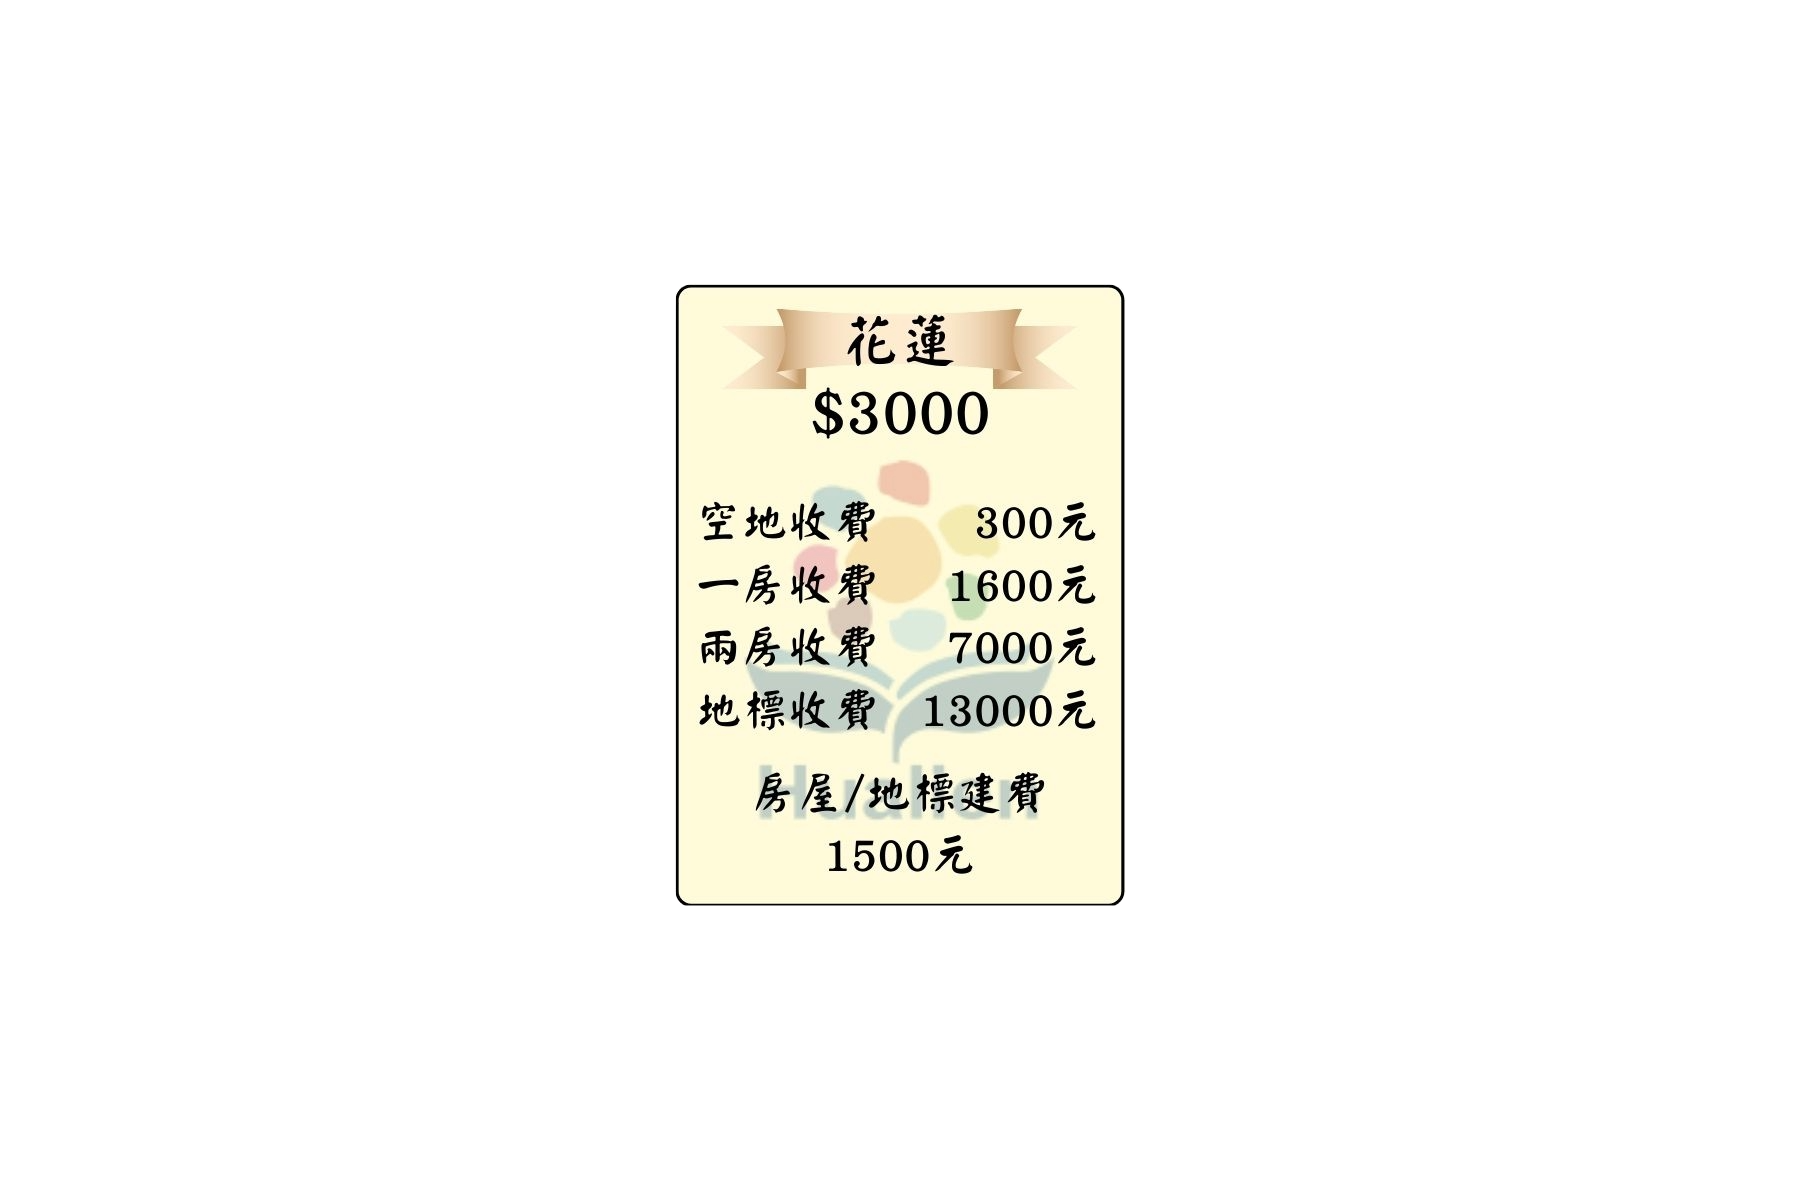 花蓮
$3000
空地收費 300元
一房收費 1600元
兩房收費 7000元
地標收費 13000元
Hualien
房屋/地標建費
1500元